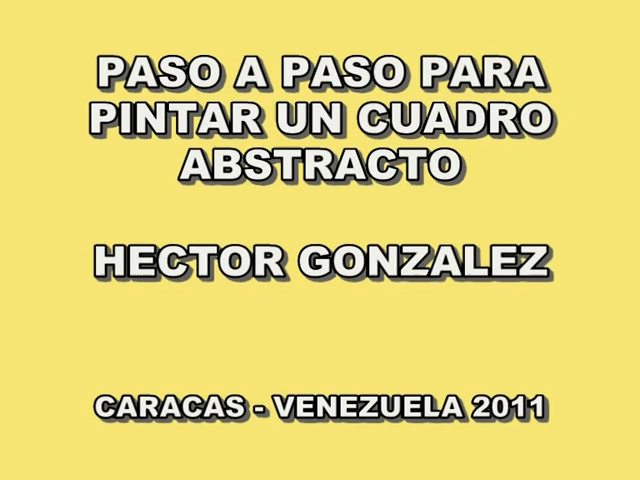 PASO A PASO PARA
PINTAR UN CUADRO
ABSTRACTO
HECTOR GONZALEZ
CARACAS - VENEZUELA 2011